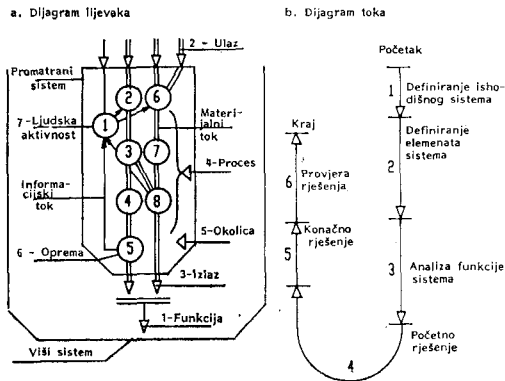 a. Dijagram lijevka
b. Dijagram toka
2 - Ulaz
Promatrani
sistem
7-Ljudska
aktivnost
Informa-
cijski
tok
6 - Oprema
Materi-
jalni
tok
4-Proces
5-Okolica
3-Izlaz
1-Funkcija
Viši sistem
1
2
3
4
5
6
7
8
Početak
1
Definiranje isho-
dišnog sistema
2
Definiranje
elemenata
sistema
3
Analiza funkcije
sistema
Početno
rješenje
4
5
Konačno
rješenje
6
Provjera
rješenja
Kraj